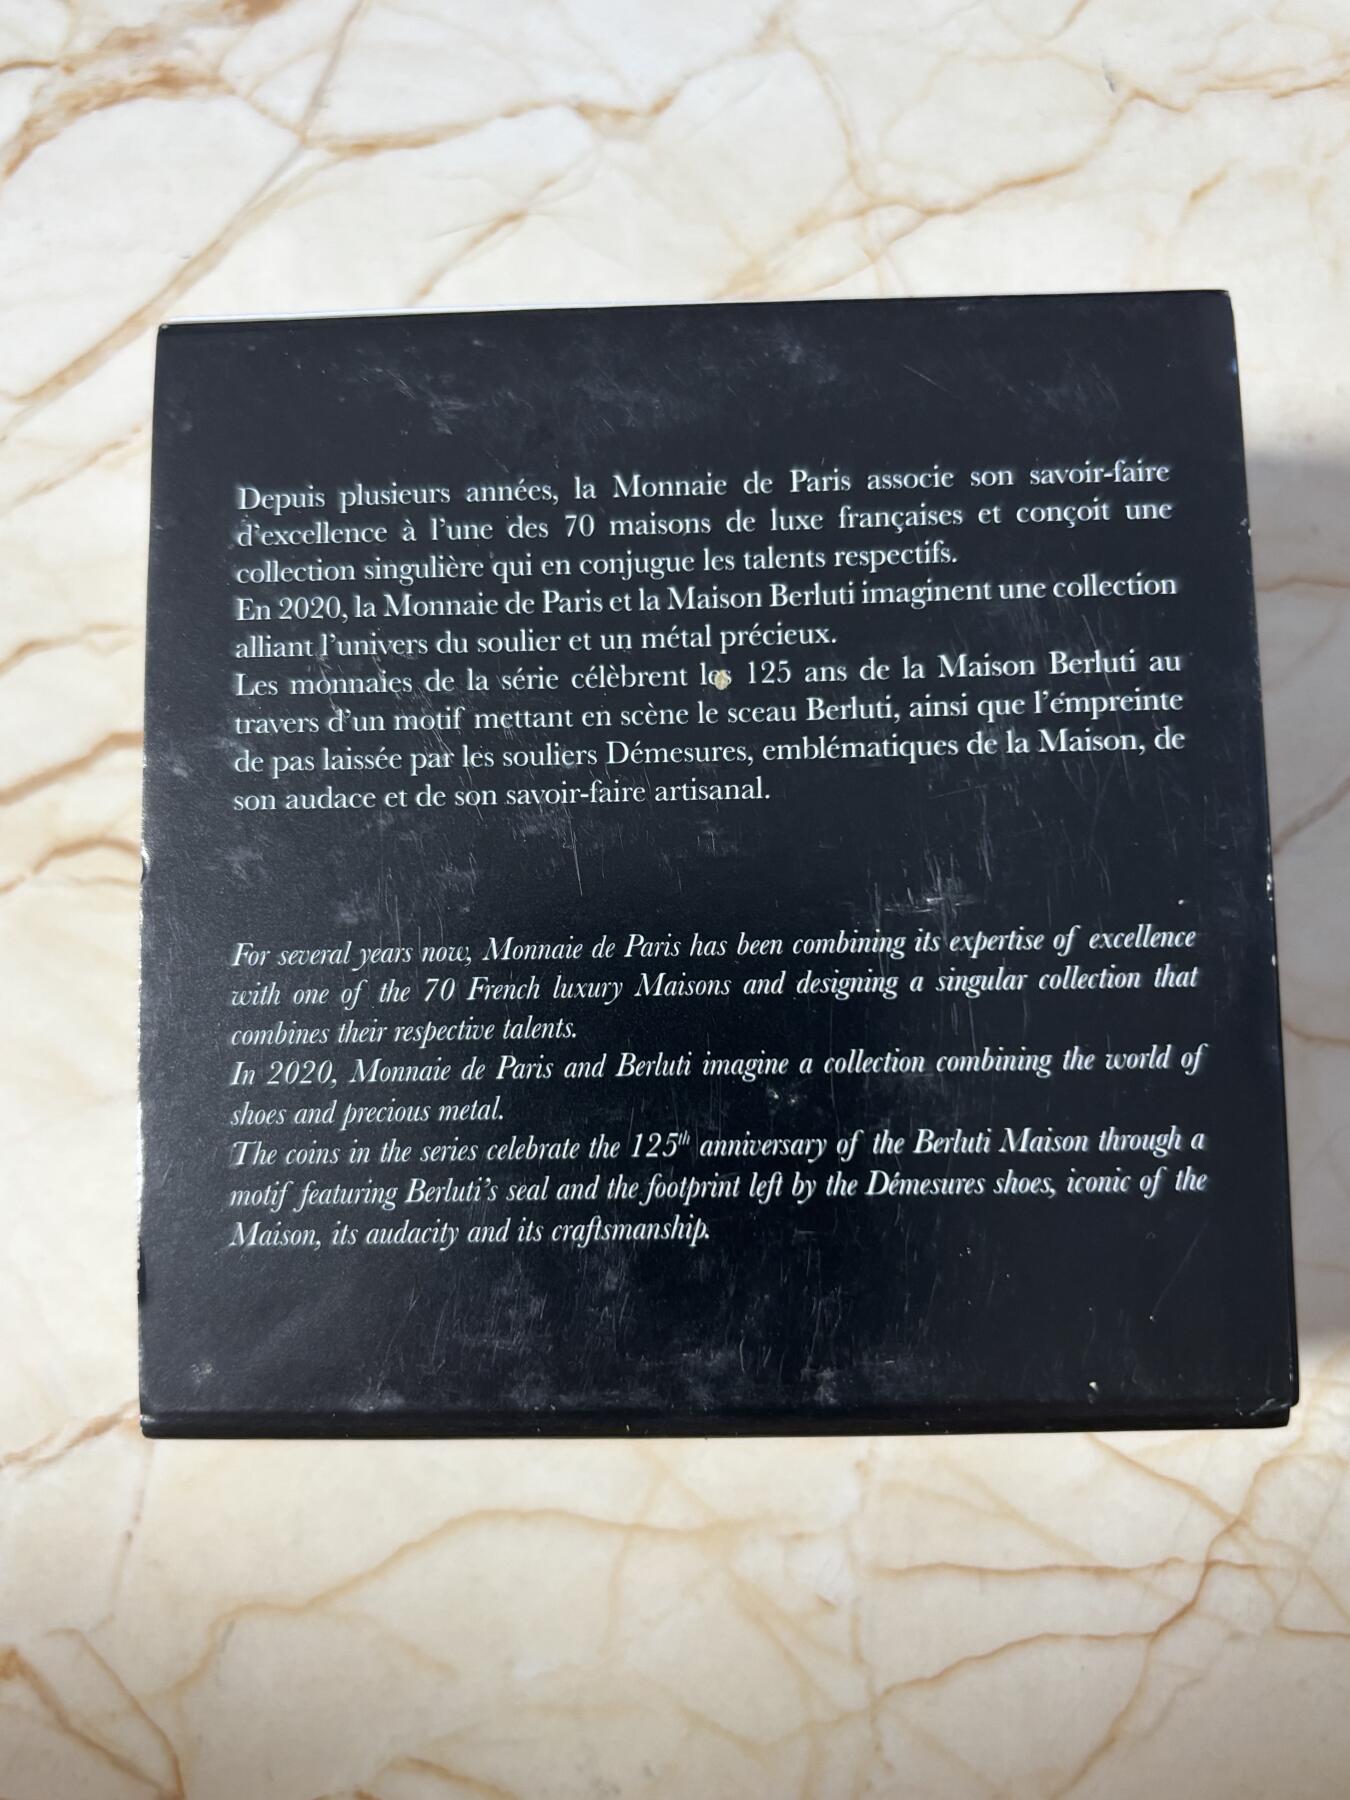 Depuis plusieurs années, la Monnaie de Paris associe son savoir-faire
d'excellence à l'une des 70 maisons de luxe françaises et conçoit une
collection singulière qui en conjugue les talents respectifs.
En 2020, la Monnaie de Paris et la Maison Berluti imaginent une collection
alliant l'univers du soulier et un métal précieux.
Les monnaies de la série célèbrent les 125 ans de la Maison Berluti au
travers d'un motif mettant en scène le sceau Berluti, ainsi que l'émpreinte
de pas laissée par les souliers Démesures, emblématiques de la Maison, de
son audace et de son savoir-faire artisanal.
For several years now, Monnaie de Paris has been combining its expertise of excellence
with one of the 70 French luxury Maisons and designing a singular collection that
combines their respective talents.
In 2020, Monnaie de Paris and Berluti imagine a collection combining the world of
shoes and precious metal.
The coins in the series celebrate the 125th anniversary of the Berluti Maison through a
motif featuring Berluti's seal and the footprint left by the Démesures shoes, iconic of the
Maison, its audacity and its craftsmanship.